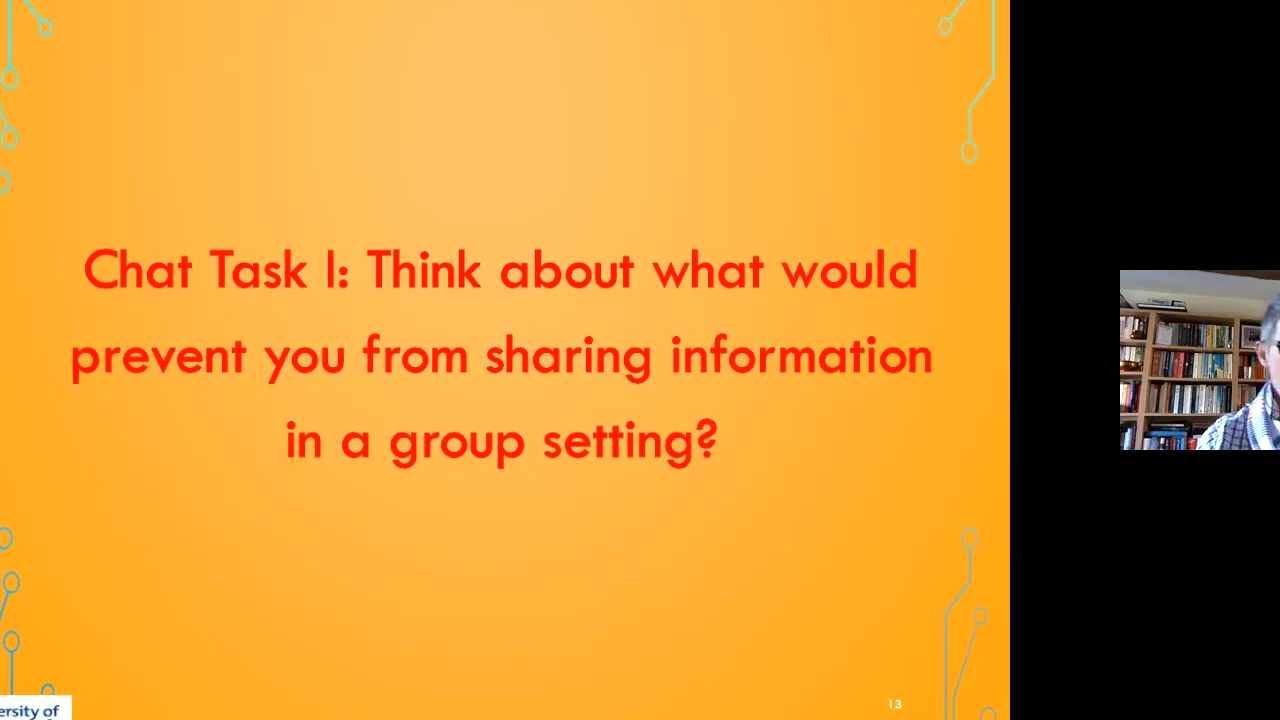 Chat Task 1: Think about what would
prevent you from sharing information
in a group setting?
13
ersity of